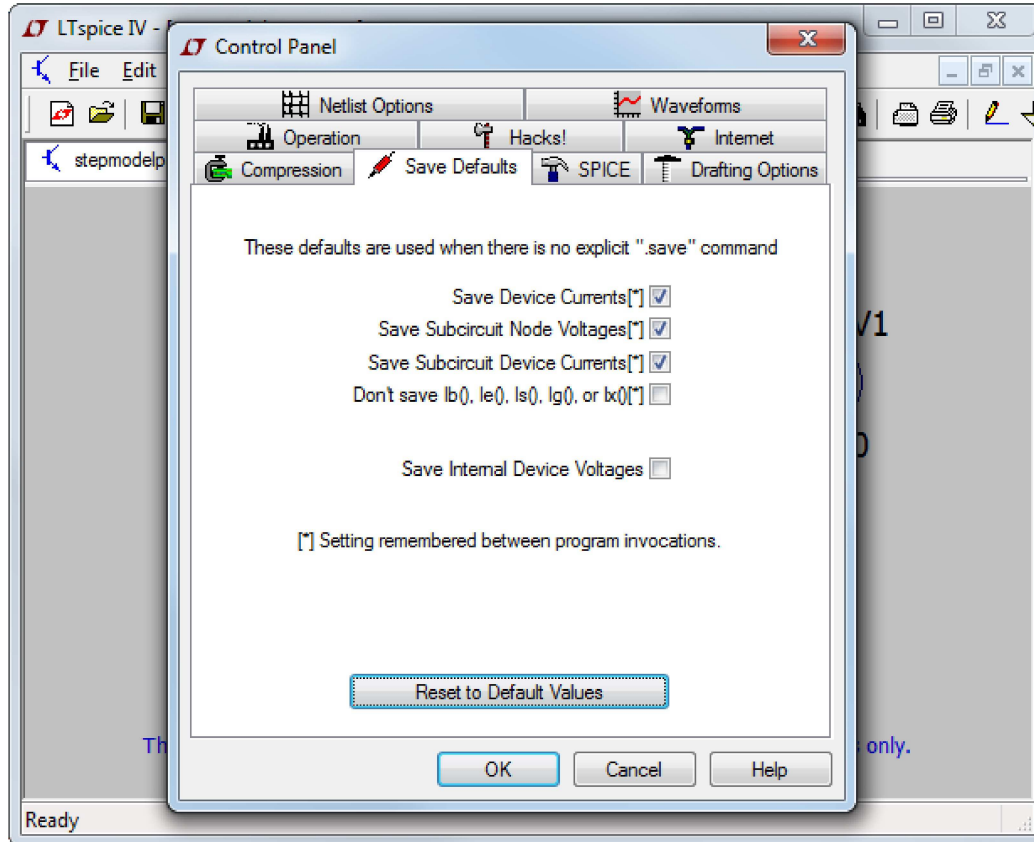 LTspice IV -
Control Panel
File Edit
Netlist Options
Waveforms
Operation
Hacks!
Internet
stepmodelp
Compression
Save Defaults
SPICE
Drafting Options
These defaults are used when there is no explicit ".save" command
Save Device Currents[*]
Save Subcircuit Node Voltages[*]
V1
Save Subcircuit Device Currents[*]
Don't save Ib(), Ie(), Is(), Ig(), or Ix()[*]
Save Internal Device Voltages
[*] Setting remembered between program invocations.
Reset to Default Values
Th
s only.
OK
Cancel
Help
Ready